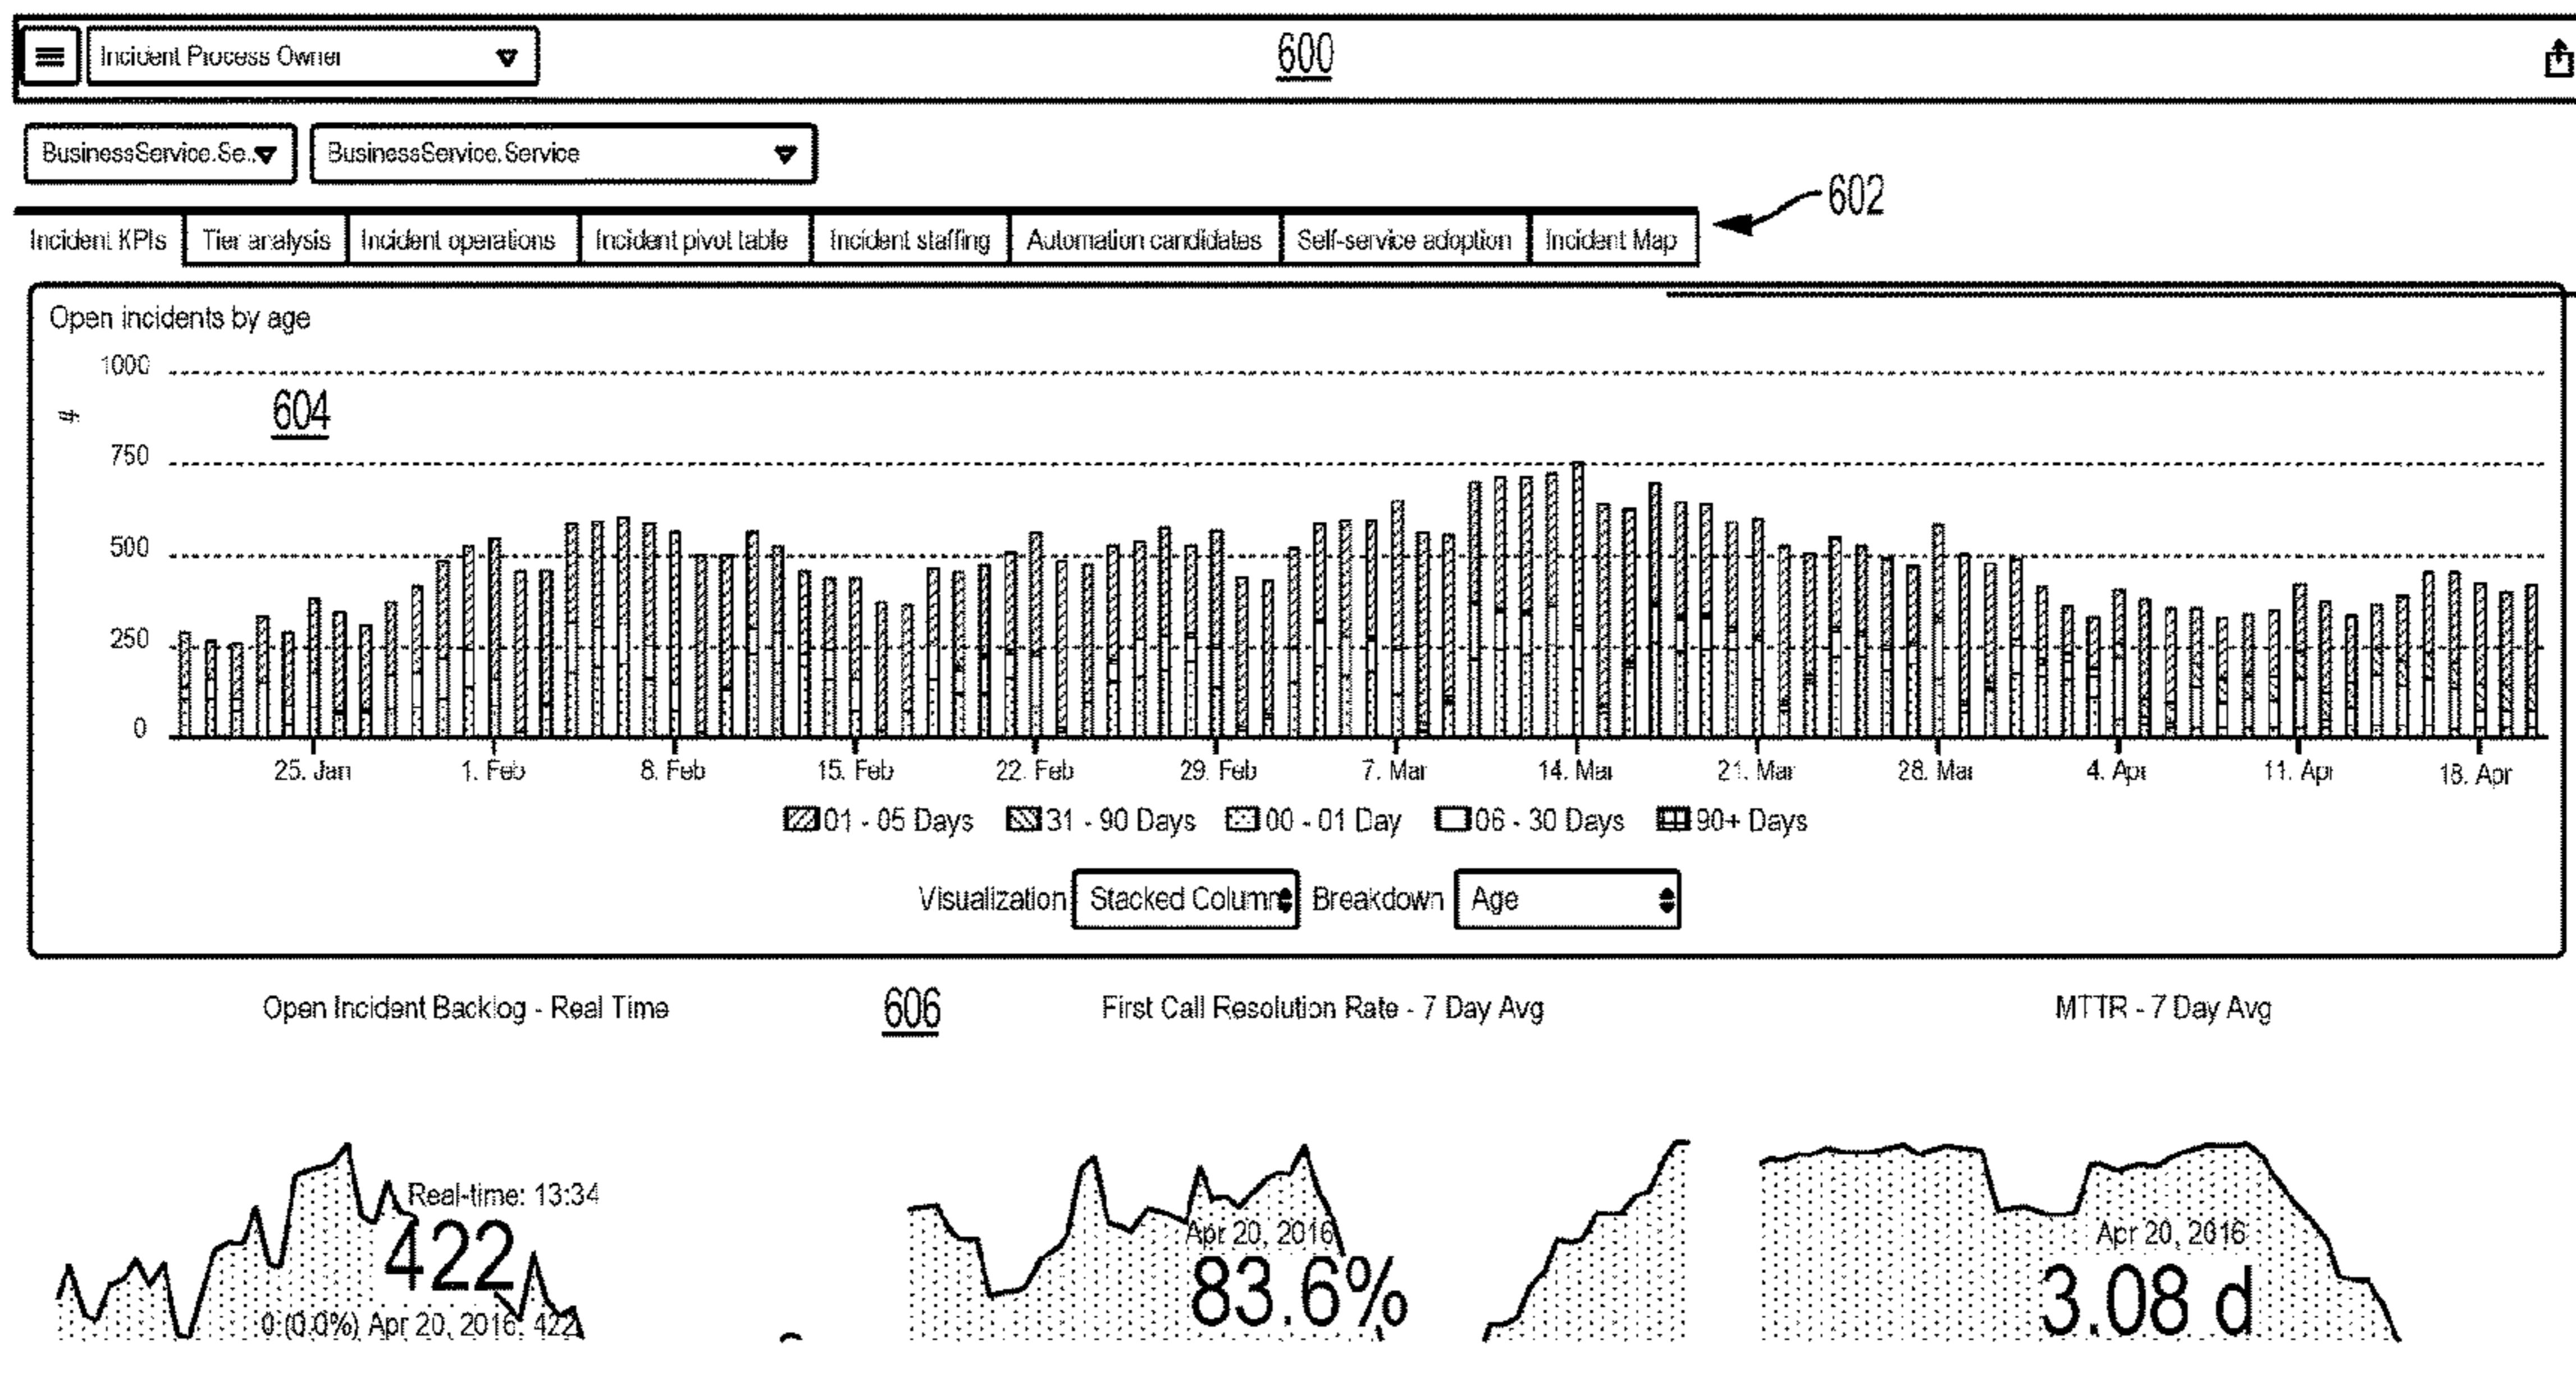 Incident Process Owner
600
BusinessService.Se..
BusinessService.Service
602
Incident KPIs
Tier analysis
Incident operations
Incident pivot table
Incident staffing
Automation candidates
Self-service adoption
Incident Map
Open incidents by age
1000
#
604
750
500
250
0
25. Jan
1. Feb
8. Feb
15. Feb
22. Feb
29. Feb
7. Mar
14. Mar
21. Mar
28. Mar
4. Apr
11. Apr
18. Apr
01 - 05 Days
31 - 90 Days
00 - 01 Day
06 - 30 Days
90+ Days
Visualization
Stacked Column
Breakdown
Age
Open Incident Backlog - Real Time
606
First Call Resolution Rate - 7 Day Avg
MTTR - 7 Day Avg
Real-time: 13:34
422
0 (0.0%) Apr 20, 2016: 422
Apr 20, 2016
83.6%
Apr 20, 2016
3.08 d